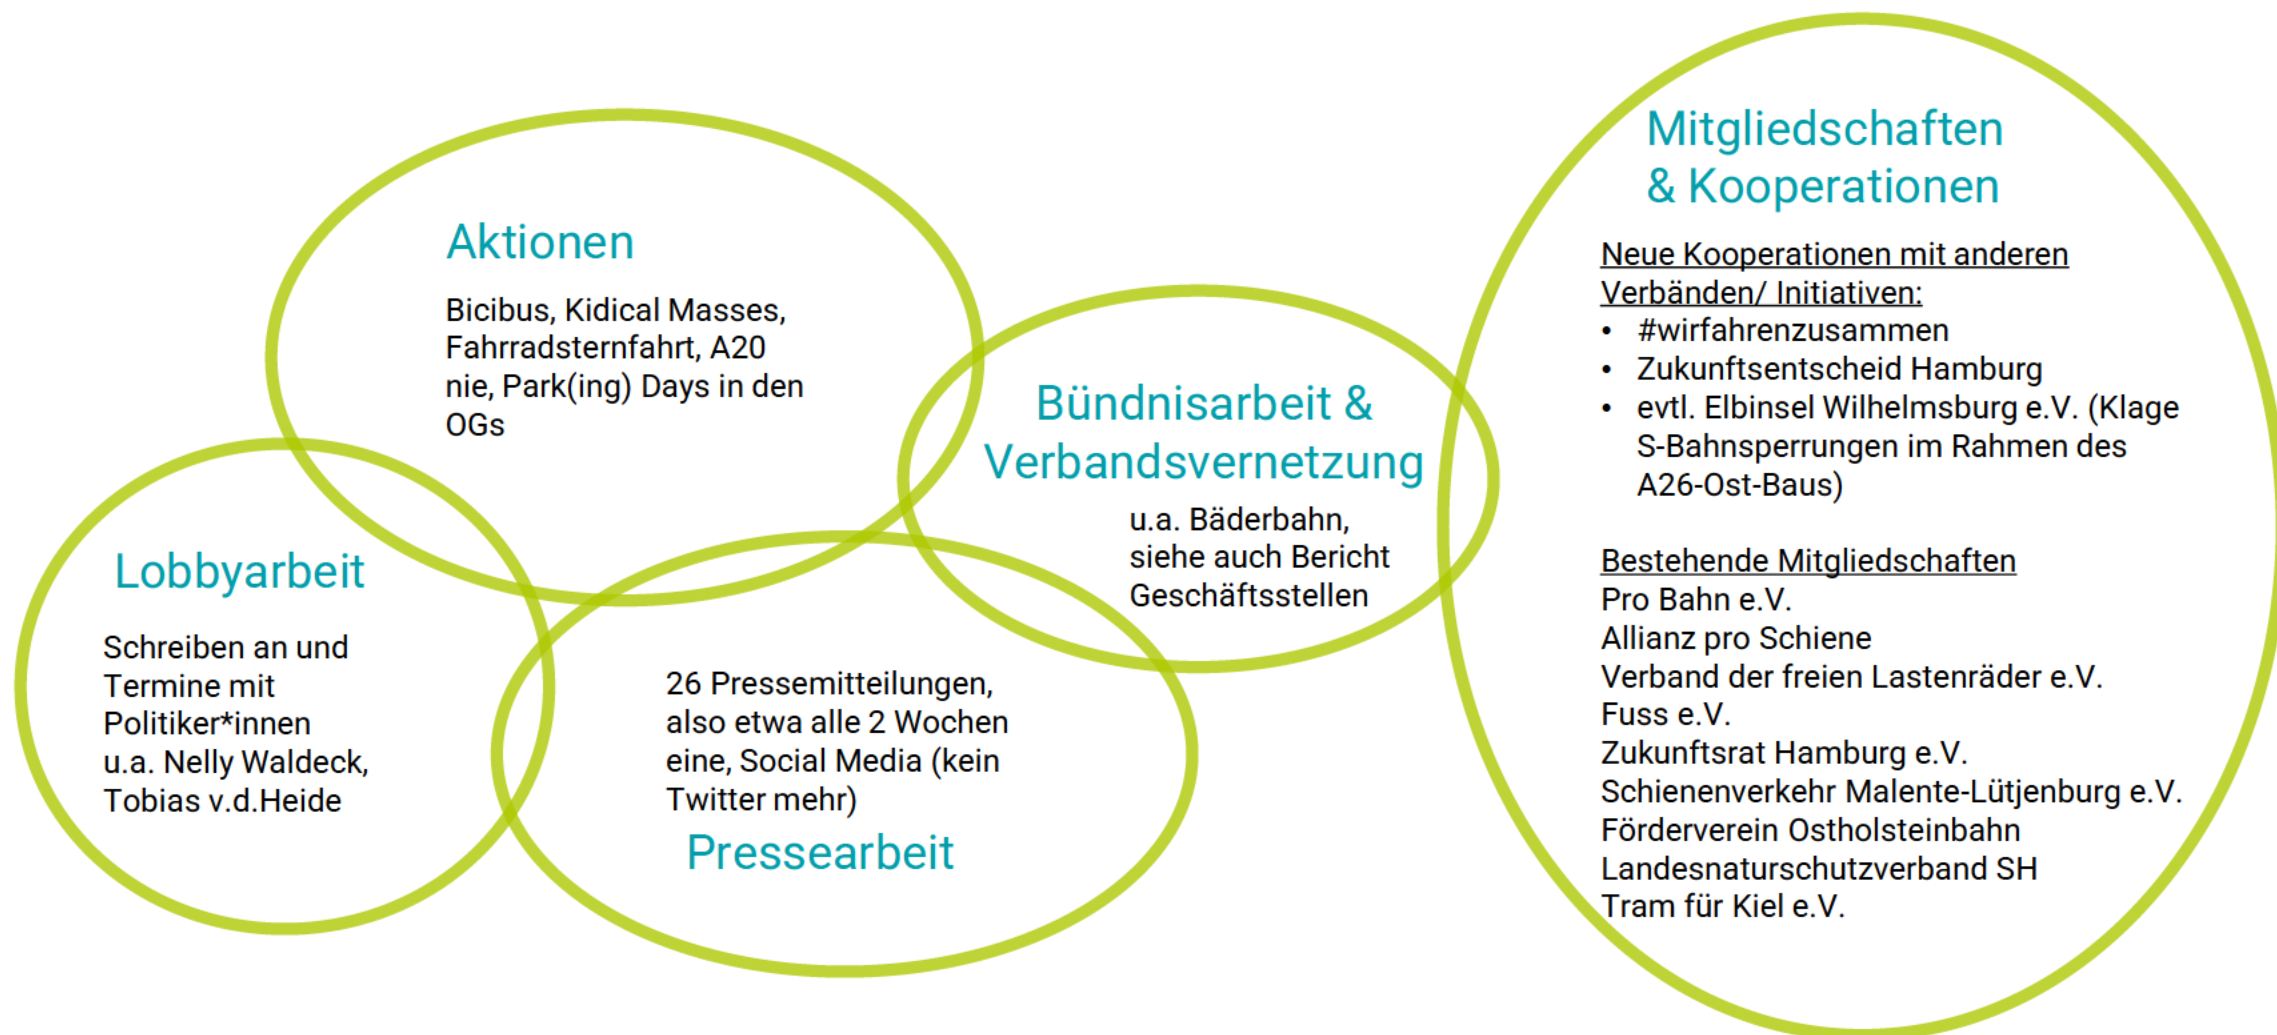 Aktionen
Bicibus, Kidical Masses,
Fahrradsternfahrt, A20
nie, Park(ing) Days in den
OGs
Lobbyarbeit
Schreiben an und
Termine mit
Politiker*innen
u.a. Nelly Waldeck,
Tobias v.d.Heide
26 Pressemitteilungen,
also etwa alle 2 Wochen
eine, Social Media (kein
Twitter mehr)
Pressearbeit
Bündnisarbeit &
Verbandsvernetzung
u.a. Bäderbahn,
siehe auch Bericht
Geschäftsstellen
Mitgliedschaften
& Kooperationen
Neue Kooperationen mit anderen
Verbänden/ Initiativen:
• #wirfahrenzusammen
• Zukunftsentscheid Hamburg
• evtl. Elbinsel Wilhelmsburg e.V. (Klage
S-Bahnsperrungen im Rahmen des
A26-Ost-Baus)
Bestehende Mitgliedschaften
Pro Bahn e.V.
Allianz pro Schiene
Verband der freien Lastenräder e.V.
Fuss e.V.
Zukunftsrat Hamburg e.V.
Schienenverkehr Malente-Lütjenburg e.V.
Förderverein Ostholsteinbahn
Landesnaturschutzverband SH
Tram für Kiel e.V.